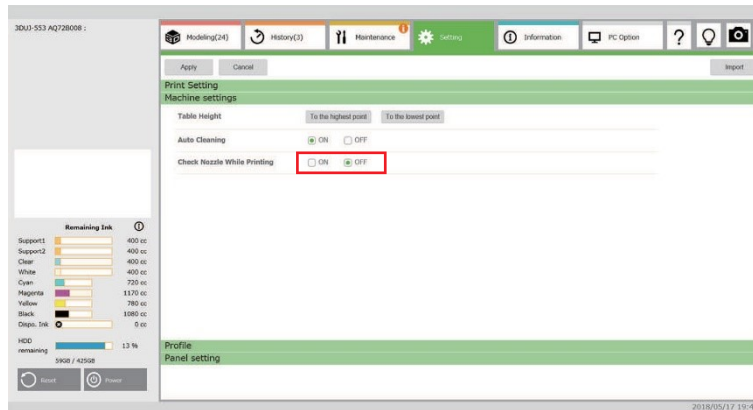 3DUJ-553 AQ72B008 :
Modeling(24)
History(3)
Maintenance
Setting
Information
PC Option
Apply
Cancel
Import
Print Setting
Machine settings
Table Height
To the highest point
To the lowest point
Auto Cleaning
ON
OFF
Check Nozzle While Printing
ON
OFF
Remaining Ink
Support1 400 cc
Support2 400 cc
Clear 400 cc
White 400 cc
Cyan 720 cc
Magenta 1170 cc
Yellow 780 cc
Black 1080 cc
Dispo. Ink 0 cc
HDD
remaining
13 %
59GB / 425GB
Reset
Power
Profile
Panel setting
2018/05/17 19:4